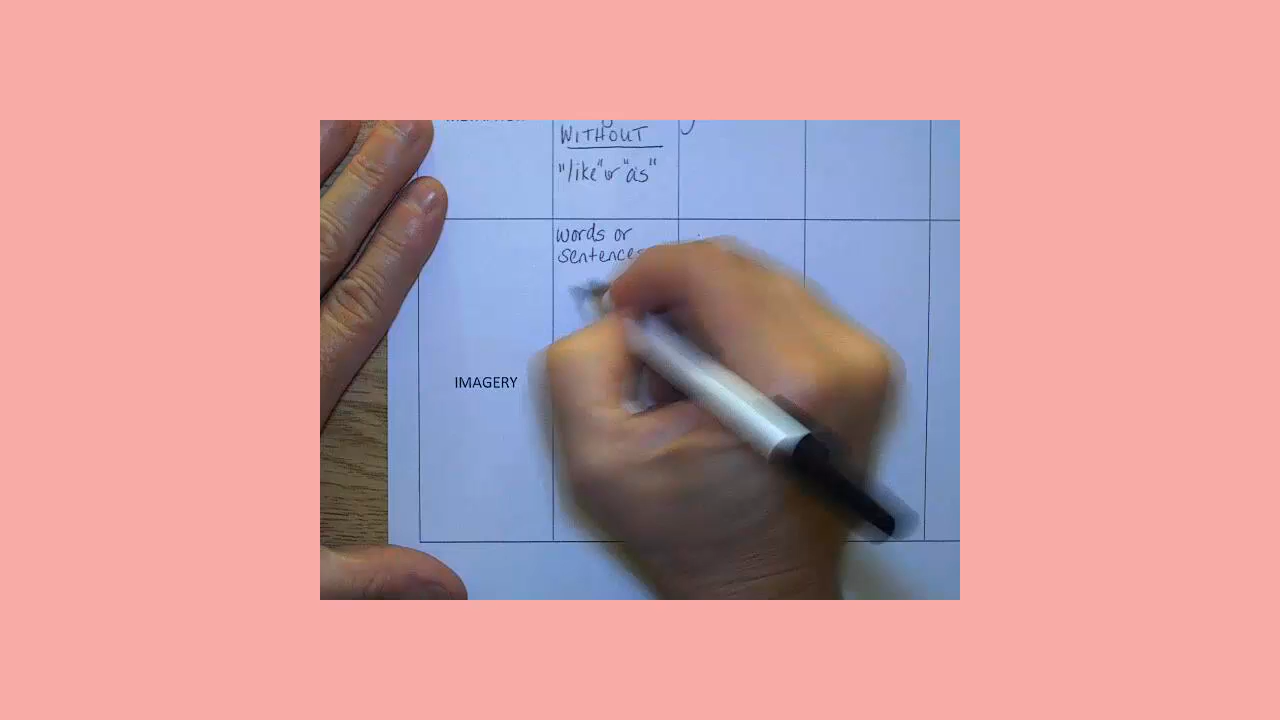 WITHOUT
"like" or "as"
words or
sentences
IMAGERY